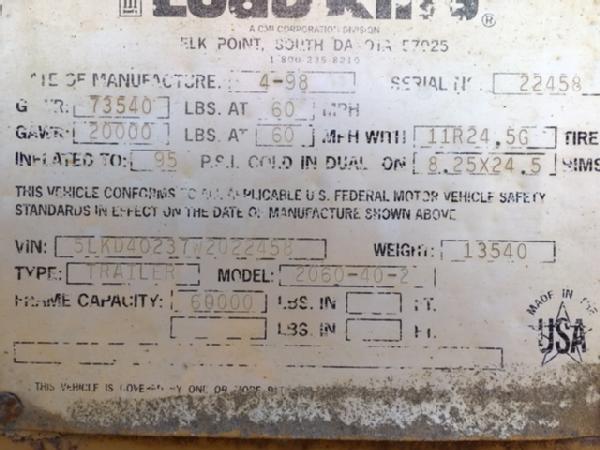 Load King ®
A CMI CORPORATION DIVISION
ELK POINT, SOUTH DAKOTA 57025
1-800-235-8210
DATE OF MANUFACTURE: 4-98 SERIAL NO. 22458
GVWR: 73540 LBS. AT 60 MPH
GAWR: 20000 LBS. AT 60 MPH WITH 11R24.5G TIRE
INFLATED TO: 95 P.S.I. COLD IN DUAL ON 8.25X24.5 RIMS
THIS VEHICLE CONFORMS TO ALL APPLICABLE U.S. FEDERAL MOTOR VEHICLE SAFETY
STANDARDS IN EFFECT ON THE DATE OF MANUFACTURE SHOWN ABOVE
VIN: 5LKD40237W2022458 WEIGHT: 13540
TYPE: TRAILER MODEL: 2060-40-2
FRAME CAPACITY: 60000 LBS. IN FT.
LBS. IN FT.
MADE IN THE
USA
THIS VEHICLE IS COVERED BY ONE OR MORE